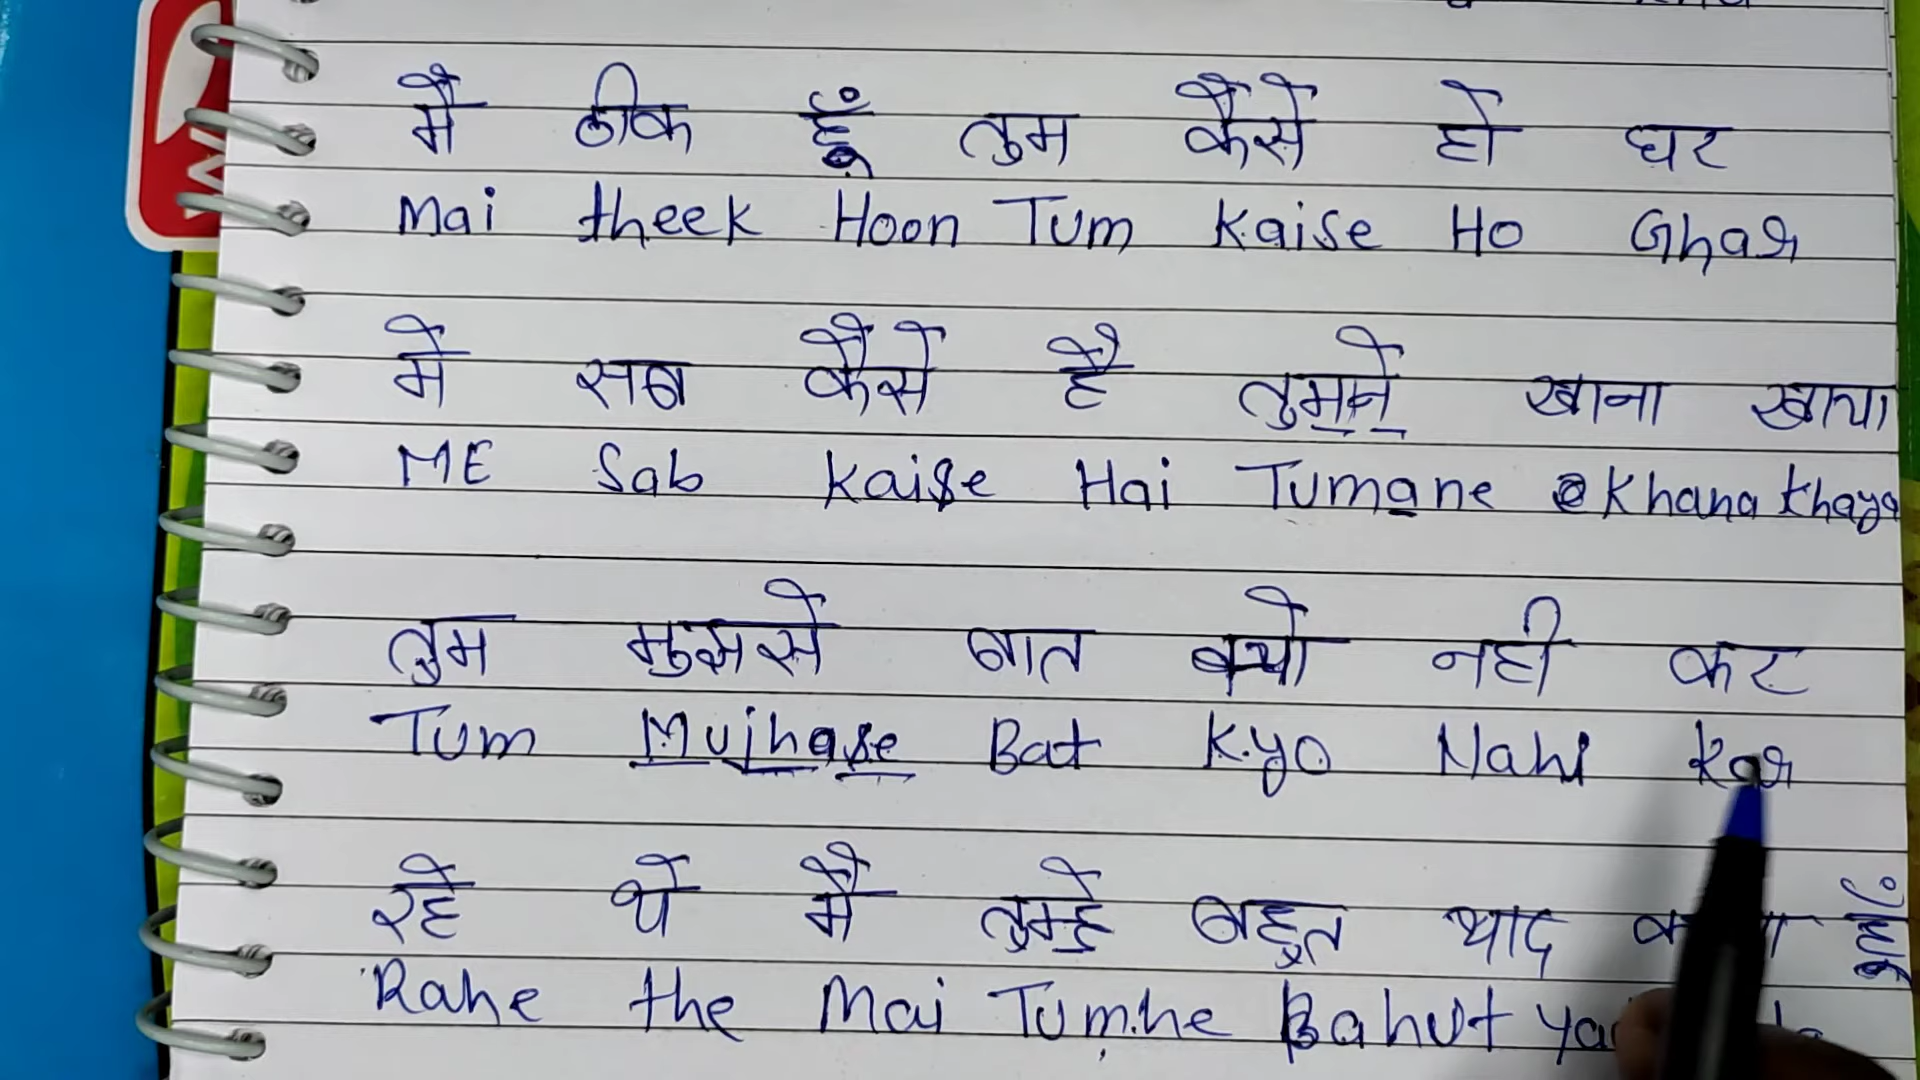 मै ठीक हूँ तुम कैसे हो घर
Mai theek Hoon Tum Kaise Ho Ghar
मे सब कैसे है तुमने खाना खाया
ME Sab Kaise Hai Tumane Khana Khaya
तुम मुझसे बात क्यो नही कर
Tum Mujhase Bat Kyo Nahi Kar
रहे थे मै तुम्हे बहुत याद हूँ
Rahe the Mai Tumhe Bahut